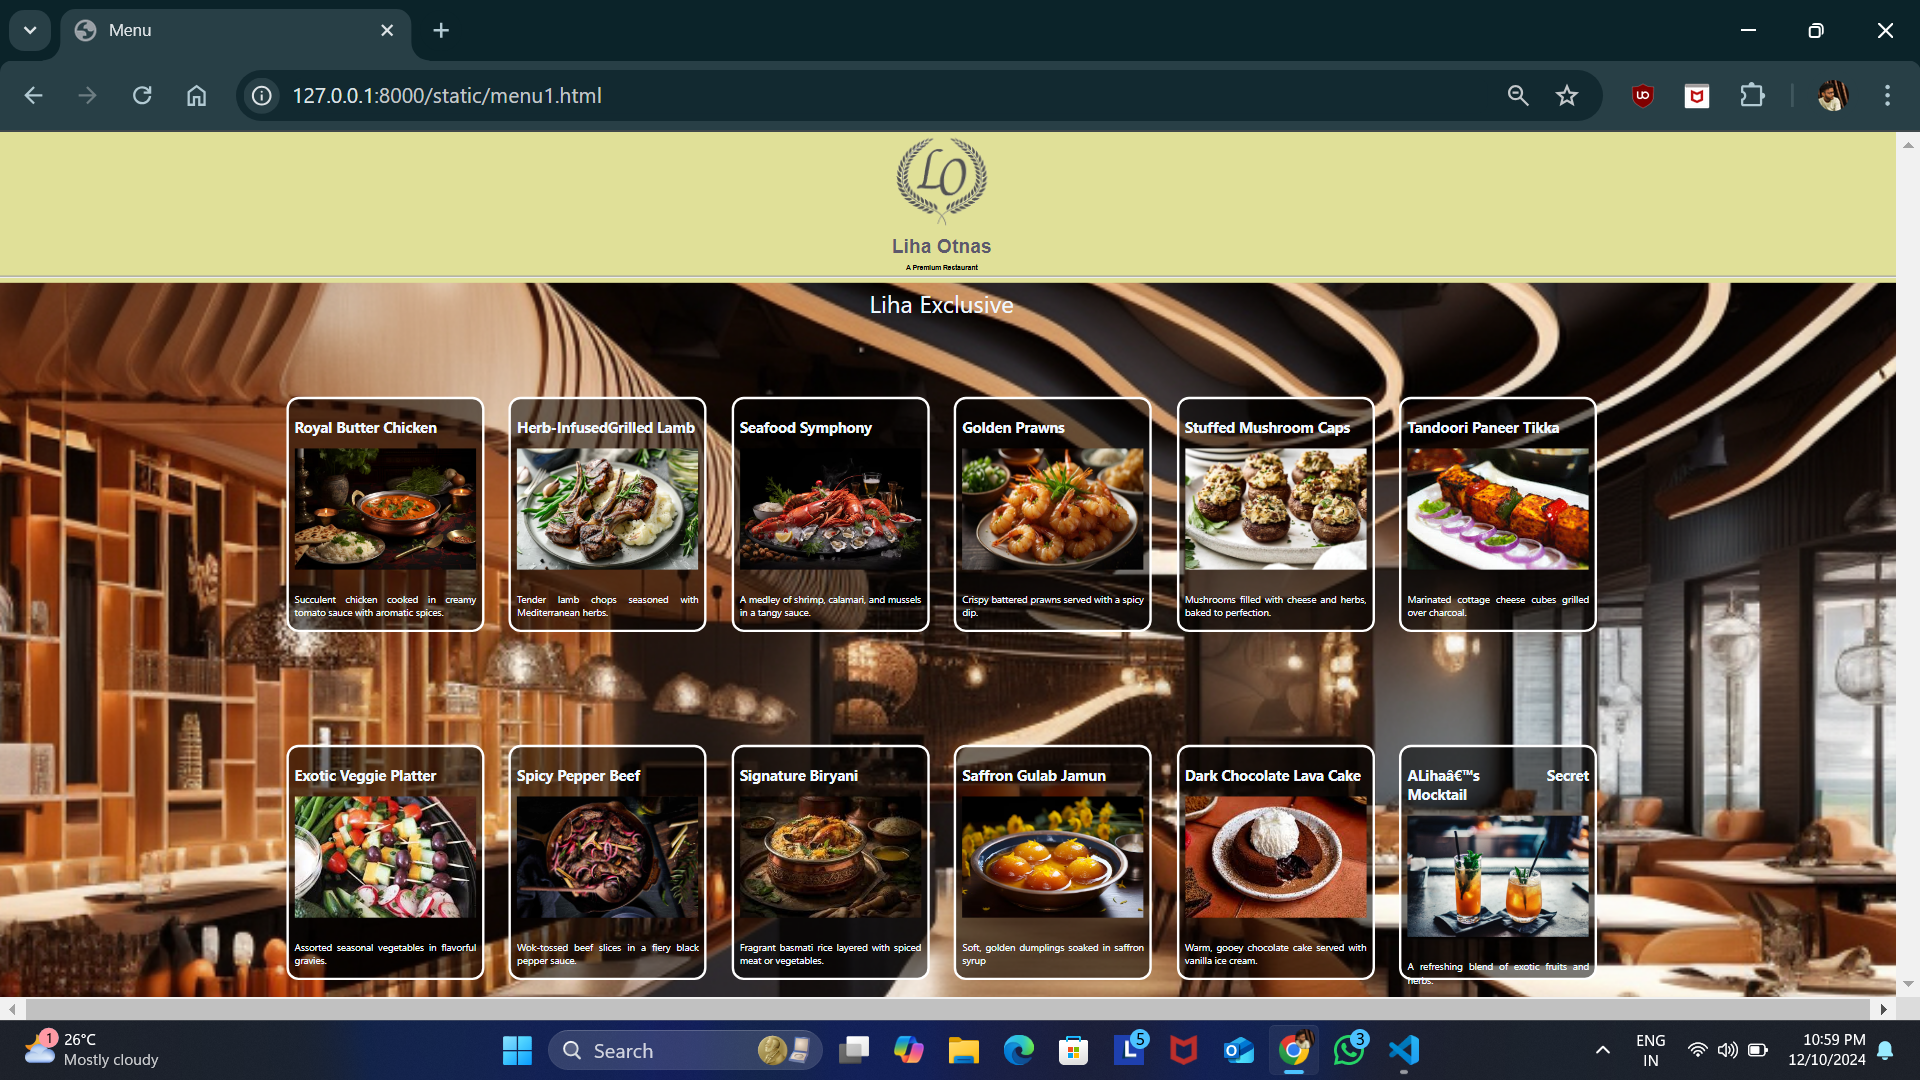 Menu
127.0.0.1:8000/static/menu1.html
LO
Liha Otnas
A Premium Restaurant
Liha Exclusive
Royal Butter Chicken
Succulent chicken cooked in creamy
tomato sauce with aromatic spices.
Herb-InfusedGrilled Lamb
Tender lamb chops seasoned with
Mediterranean herbs.
Seafood Symphony
A medley of shrimp, calamari, and mussels
in a tangy sauce.
Golden Prawns
Crispy battered prawns served with a spicy
dip.
Stuffed Mushroom Caps
Mushrooms filled with cheese and herbs,
baked to perfection.
Tandoori Paneer Tikka
Marinated cottage cheese cubes grilled
over charcoal.
Exotic Veggie Platter
Assorted seasonal vegetables in flavorful
gravies.
Spicy Pepper Beef
Wok-tossed beef slices in a fiery black
pepper sauce.
Signature Biryani
Fragrant basmati rice layered with spiced
meat or vegetables.
Saffron Gulab Jamun
Soft, golden dumplings soaked in saffron
syrup
Dark Chocolate Lava Cake
Warm, gooey chocolate cake served with
vanilla ice cream.
ALihaâ€™s Secret
Mocktail
A refreshing blend of exotic fruits and
herbs.
1
26°C
Mostly cloudy
Search
L
5
3
ENG
IN
10:59 PM
12/10/2024